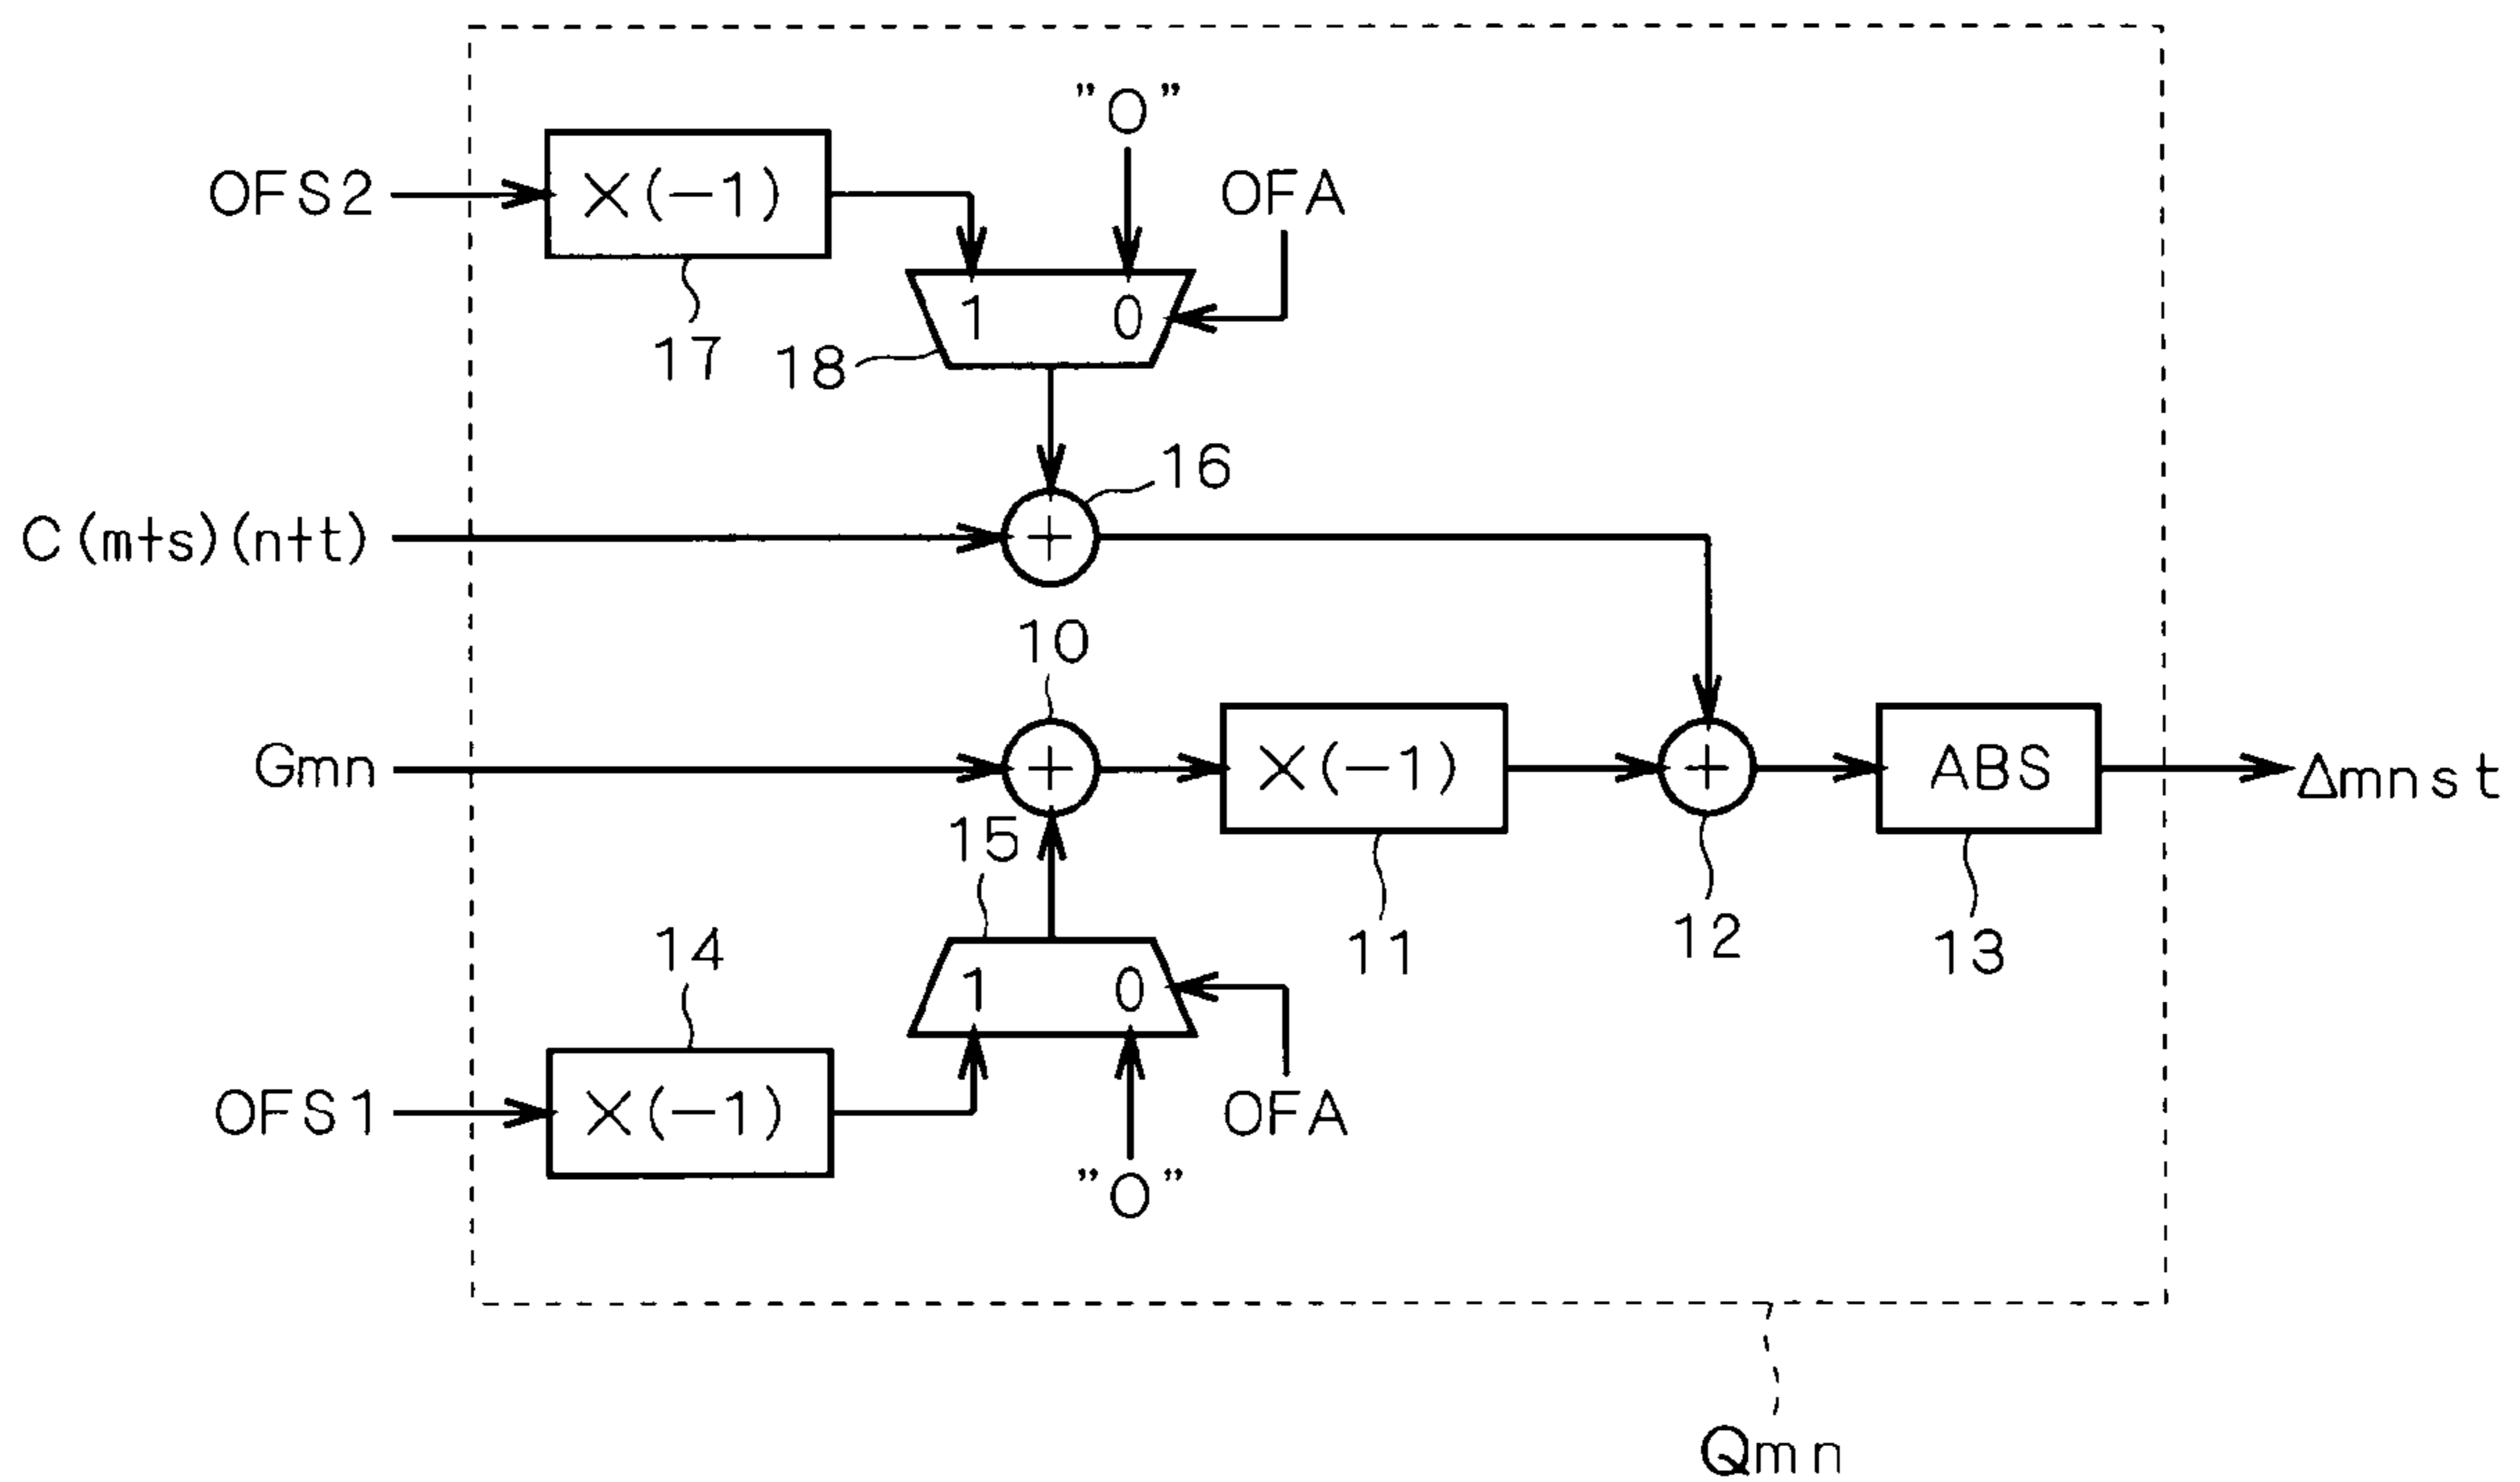 "0"
OFS2
X(-1)
OFA
1 0
17
18
16
C(m+s)(n+t)
10
Gmn
X(-1)
ABS
Δmnst
15
14
11
12
13
1 0
OFS1
X(-1)
OFA
"0"
Qmn